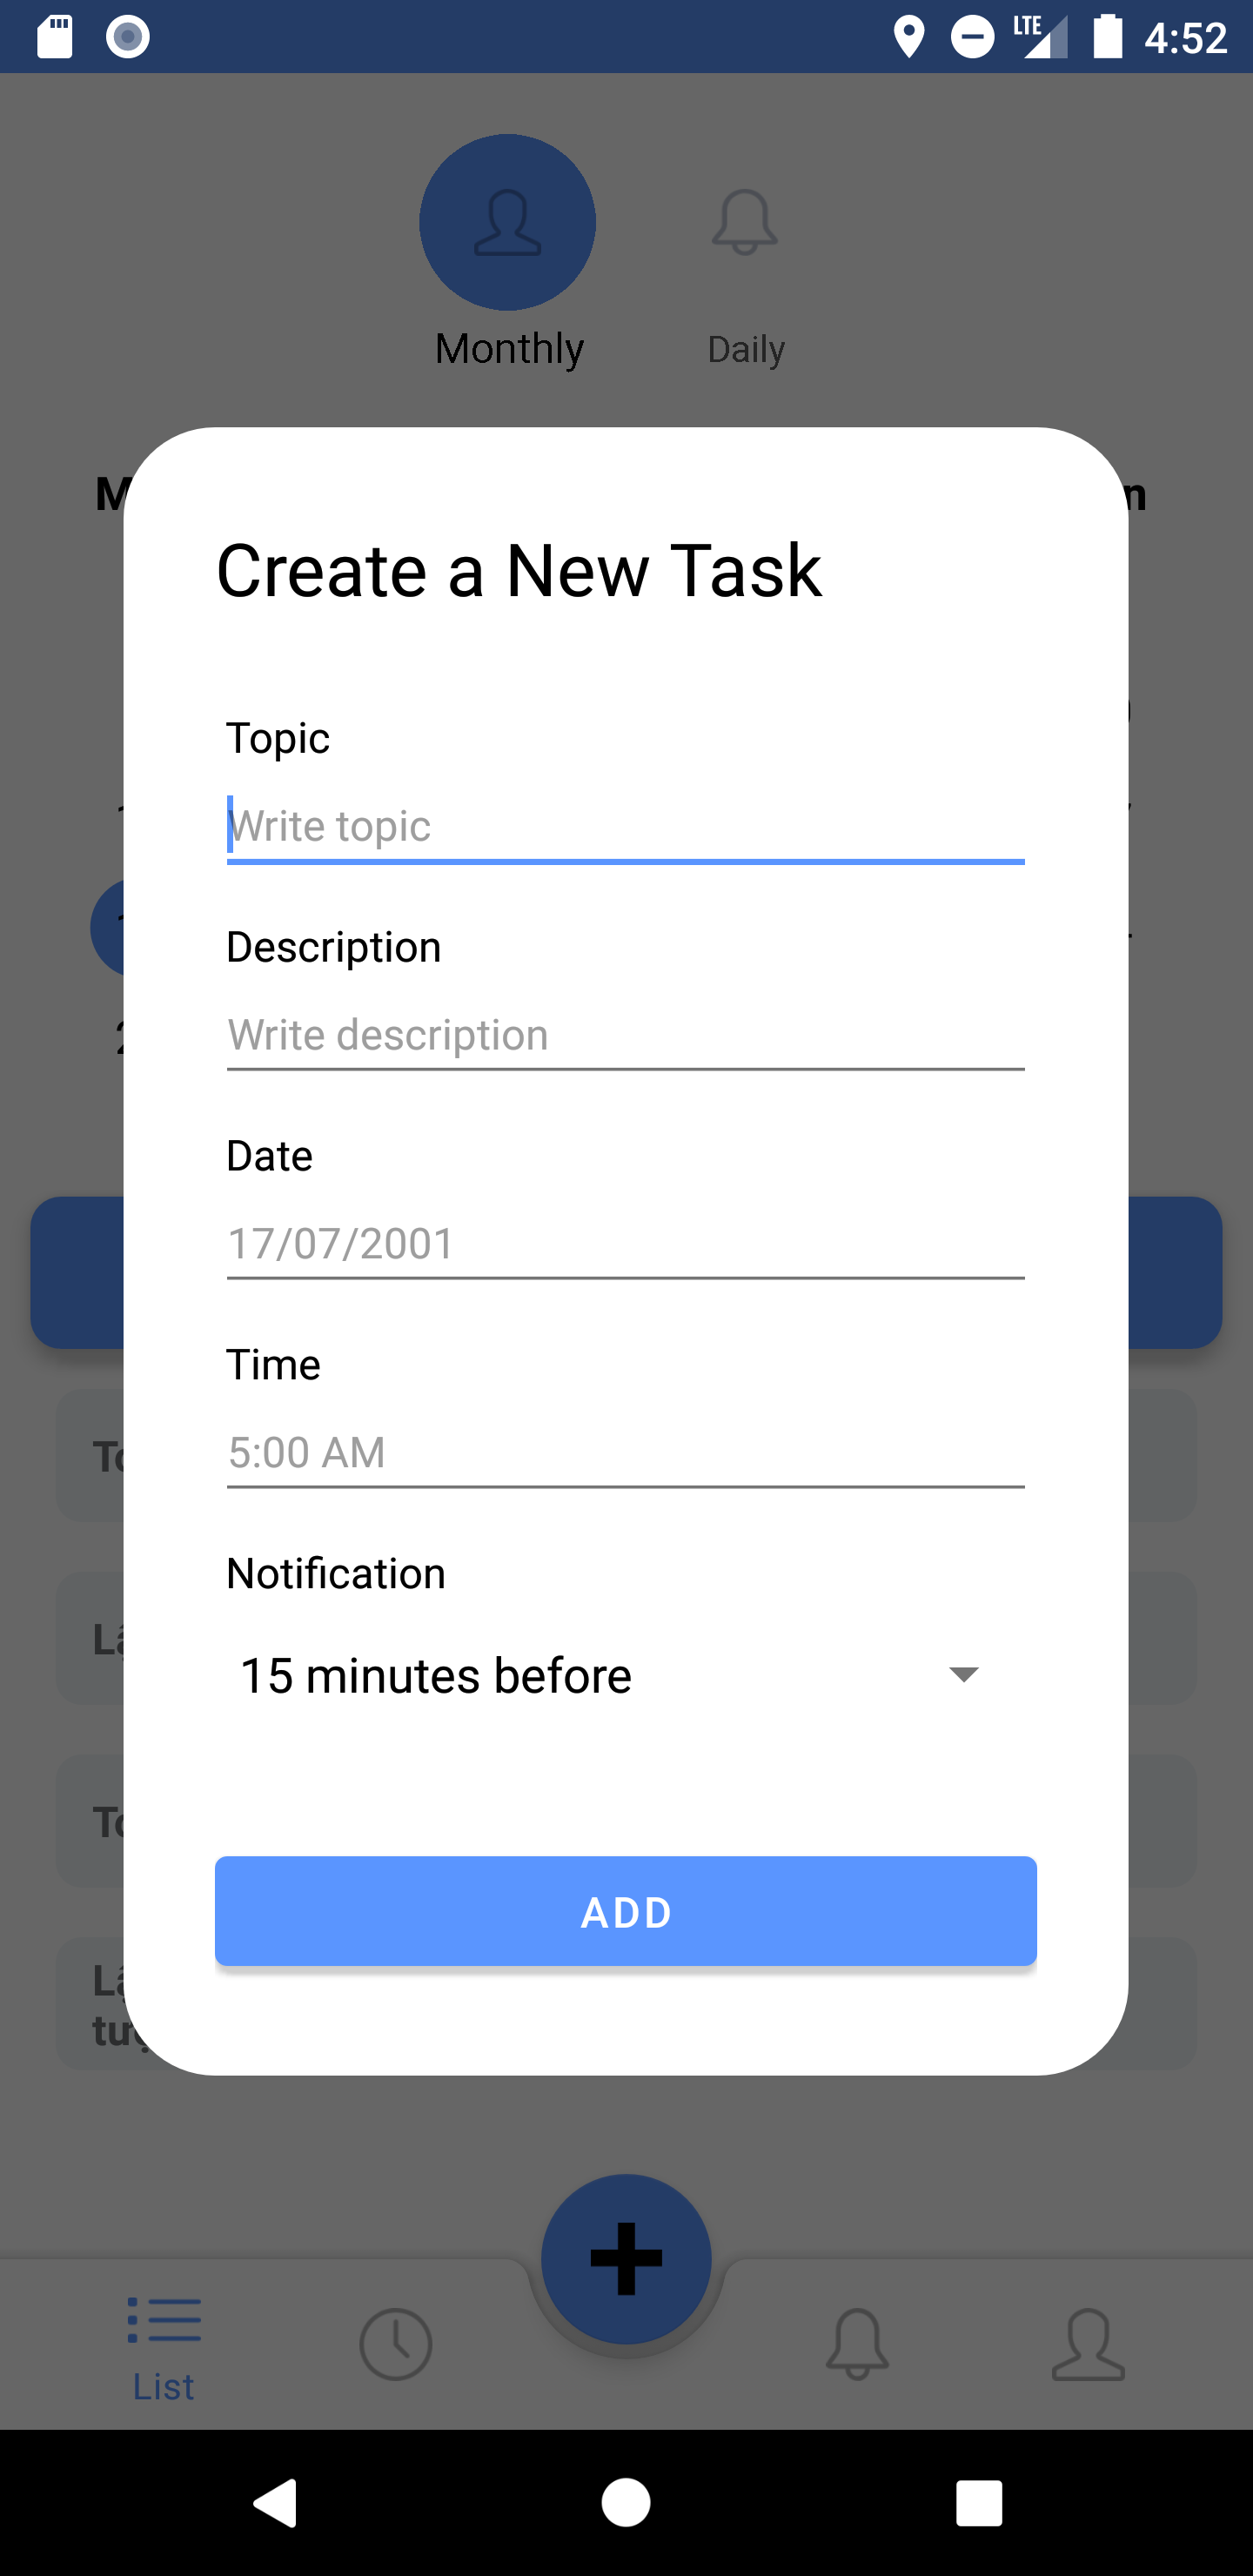 LTE 4:52
Monthly Daily
Create a New Task
Topic
Write topic
Description
Write description
Date
17/07/2001
Time
5:00 AM
Notification
15 minutes before
ADD
List